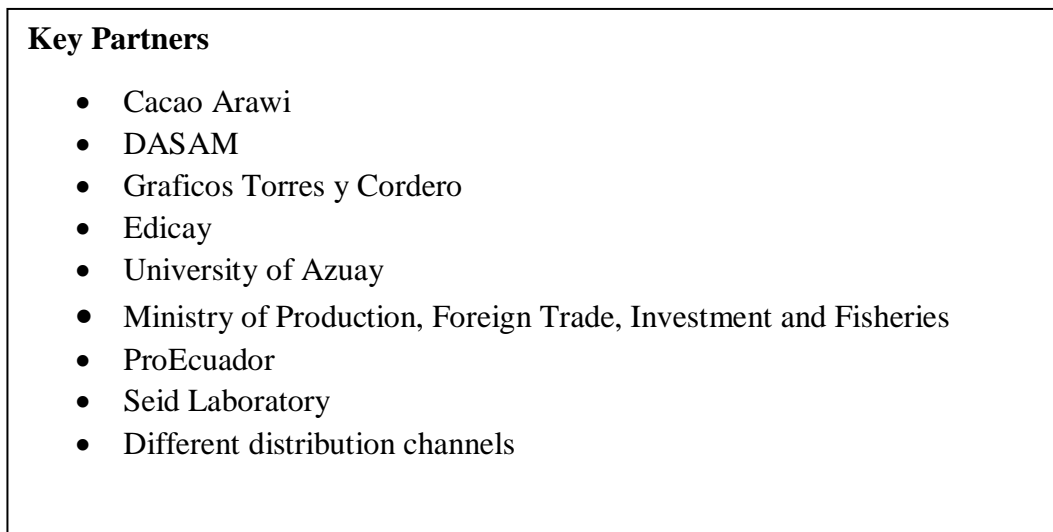 Key Partners
• Cacao Arawi
• DASAM
• Graficos Torres y Cordero
• Edicay
• University of Azuay
• Ministry of Production, Foreign Trade, Investment and Fisheries
• ProEcuador
• Seid Laboratory
• Different distribution channels